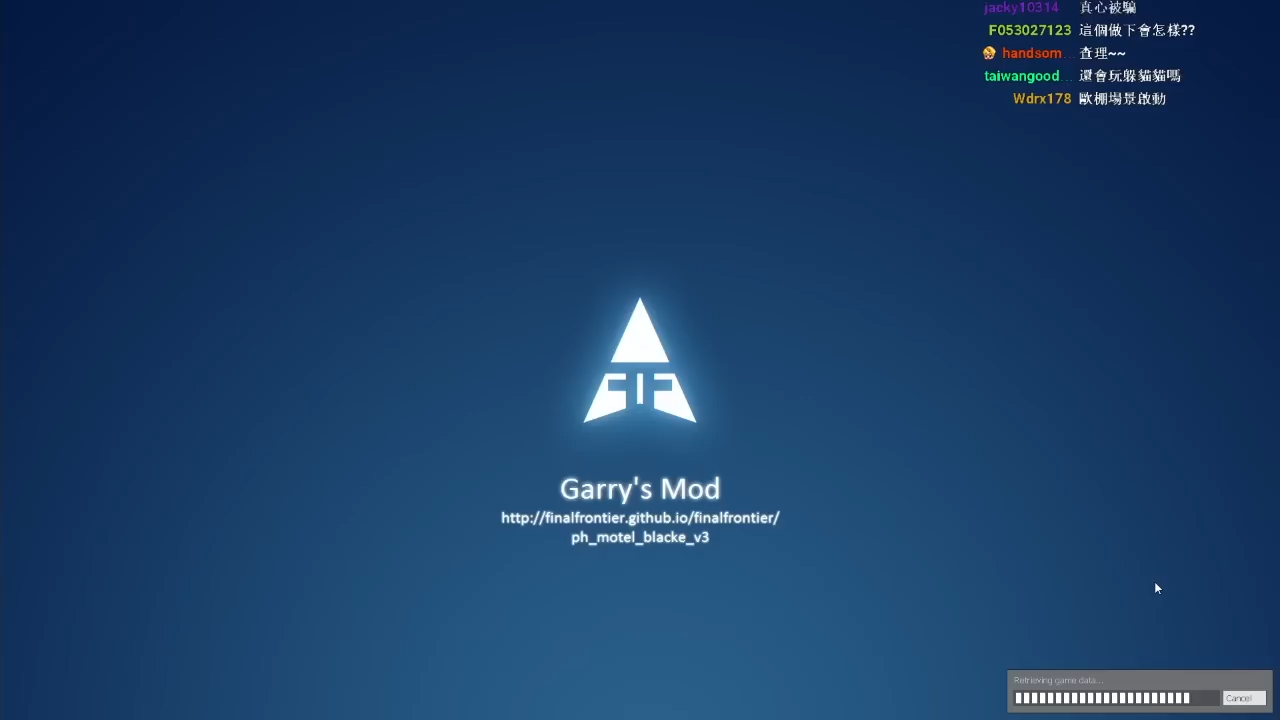 jacky10314 真心被騙
F053027123 這個做下會怎樣??
handsom... 查理~~
taiwangood... 還會玩躲貓貓嗎
Wdrx178 歐棚場景啟動
Garry's Mod
http://finalfrontier.github.io/finalfrontier/
ph_motel_blacke_v3
Retrieving game data...
Cancel